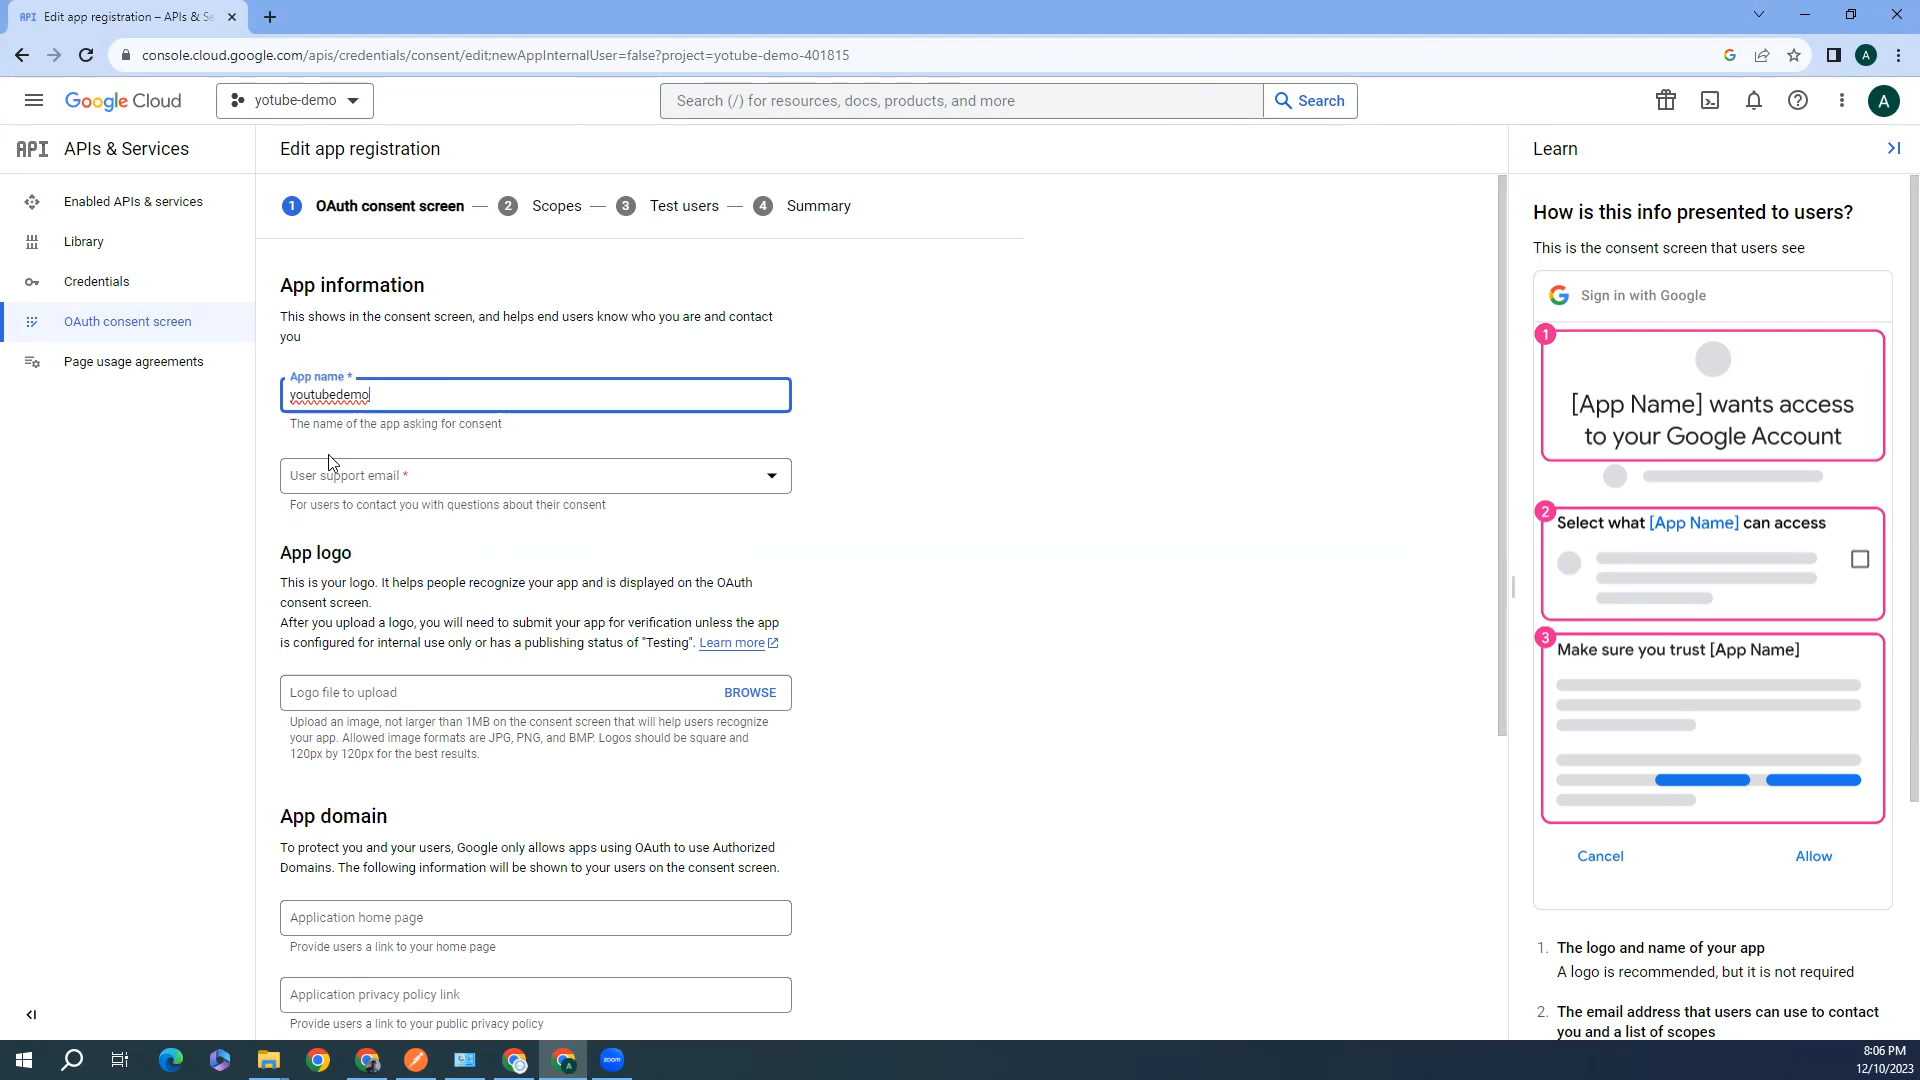 API Edit app registration – APIs & Se
console.cloud.google.com/apis/credentials/consent/edit;newAppInternalUser=false?project=yotube-demo-401815
G
A
Google Cloud
yotube-demo
Search (/) for resources, docs, products, and more
Search
A
API APIs & Services
Enabled APIs & services
Library
Credentials
OAuth consent screen
Page usage agreements
Edit app registration
1 OAuth consent screen — 2 Scopes — 3 Test users — 4 Summary
App information
This shows in the consent screen, and helps end users know who you are and contact
you
App name *
youtubedemo
The name of the app asking for consent
User support email *
For users to contact you with questions about their consent
App logo
This is your logo. It helps people recognize your app and is displayed on the OAuth
consent screen.
After you upload a logo, you will need to submit your app for verification unless the app
is configured for internal use only or has a publishing status of "Testing". Learn more
Logo file to upload
BROWSE
Upload an image, not larger than 1MB on the consent screen that will help users recognize
your app. Allowed image formats are JPG, PNG, and BMP. Logos should be square and
120px by 120px for the best results.
App domain
To protect you and your users, Google only allows apps using OAuth to use Authorized
Domains. The following information will be shown to your users on the consent screen.
Application home page
Provide users a link to your home page
Application privacy policy link
Provide users a link to your public privacy policy
Learn
How is this info presented to users?
This is the consent screen that users see
G Sign in with Google
1
[App Name] wants access
to your Google Account
2
Select what [App Name] can access
3
Make sure you trust [App Name]
Cancel
Allow
1. The logo and name of your app
A logo is recommended, but it is not required
2. The email address that users can use to contact
you and a list of scopes
zoom
8:06 PM
12/10/2023